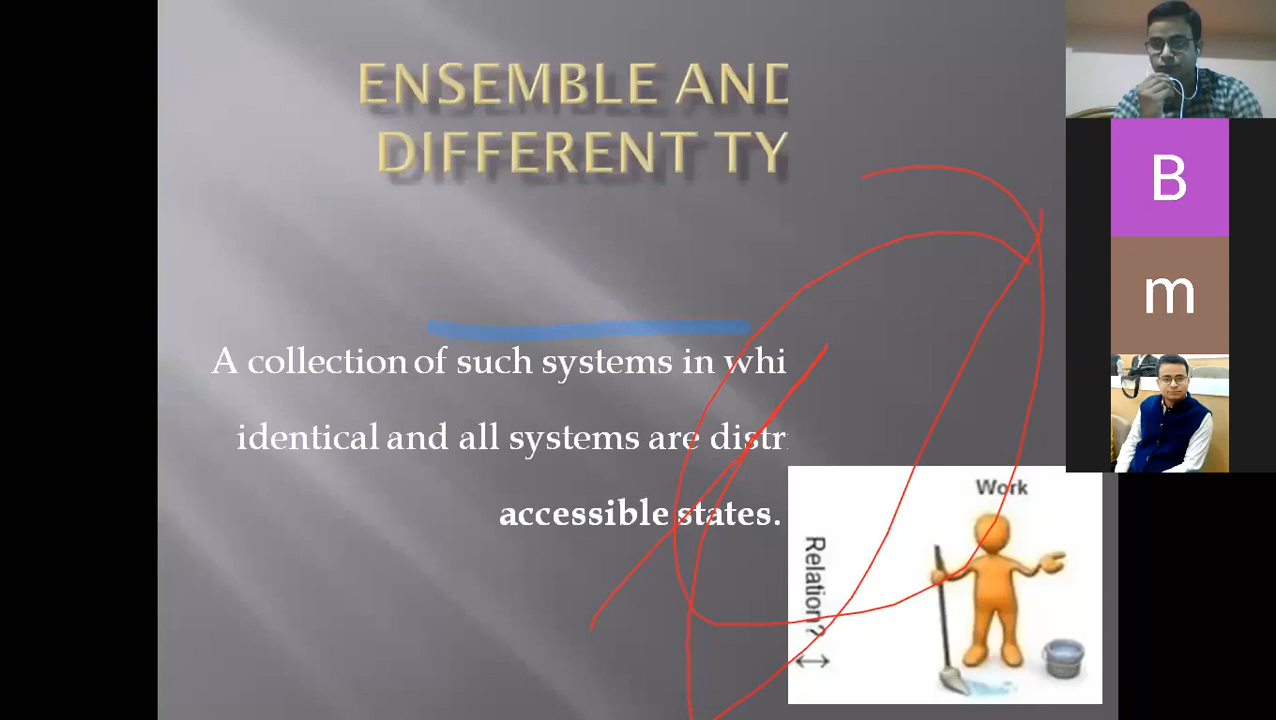 ENSEMBLE AND
DIFFERENT TY
A collection of such systems in whi
identical and all systems are distr
accessible states.
Work
Relation?
B
m